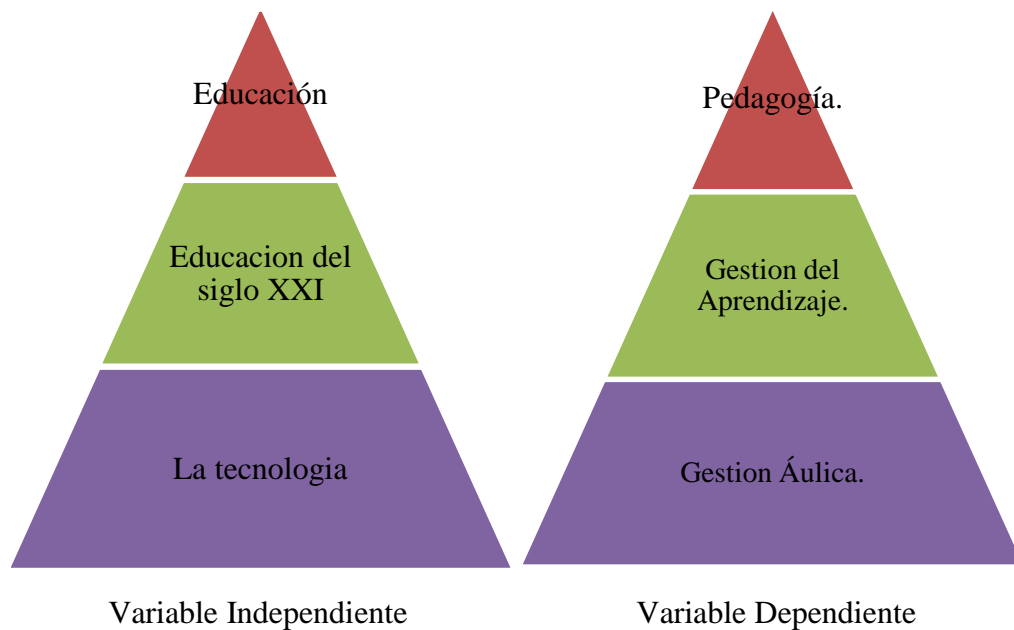 Educación
Educacion del
siglo XXI
La tecnologia
Variable Independiente
Pedagogía.
Gestion del
Aprendizaje.
Gestion Áulica.
Variable Dependiente